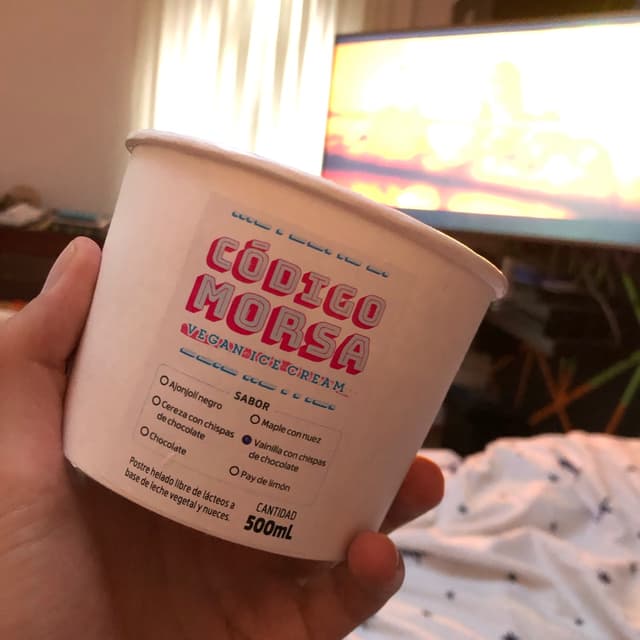 CÓDIGO
MORSA
VEGAN ICE CREAM
SABOR
Ajonjolí negro
Cereza con chispas
de chocolate
Chocolate
Maple con nuez
Vainilla con chispas
de chocolate
Pay de limón
Postre helado libre de lácteos a
base de leche vegetal y nueces.
CANTIDAD
500mL